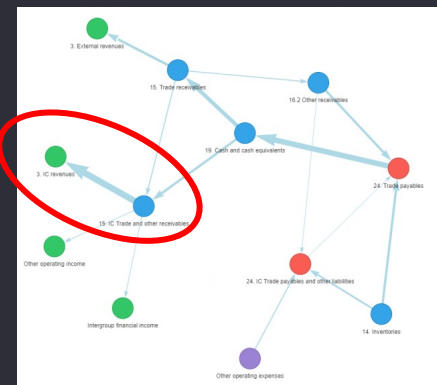 3. External revenues
15. Trade receivables
16.2 Other receivables
19. Cash and cash equivalents
3. IC revenues
24. Trade payables
15. IC Trade and other receivables
Other operating income
24. IC Trade payables and other liabilities
Intergroup financial income
14. Inventories
Other operating expenses